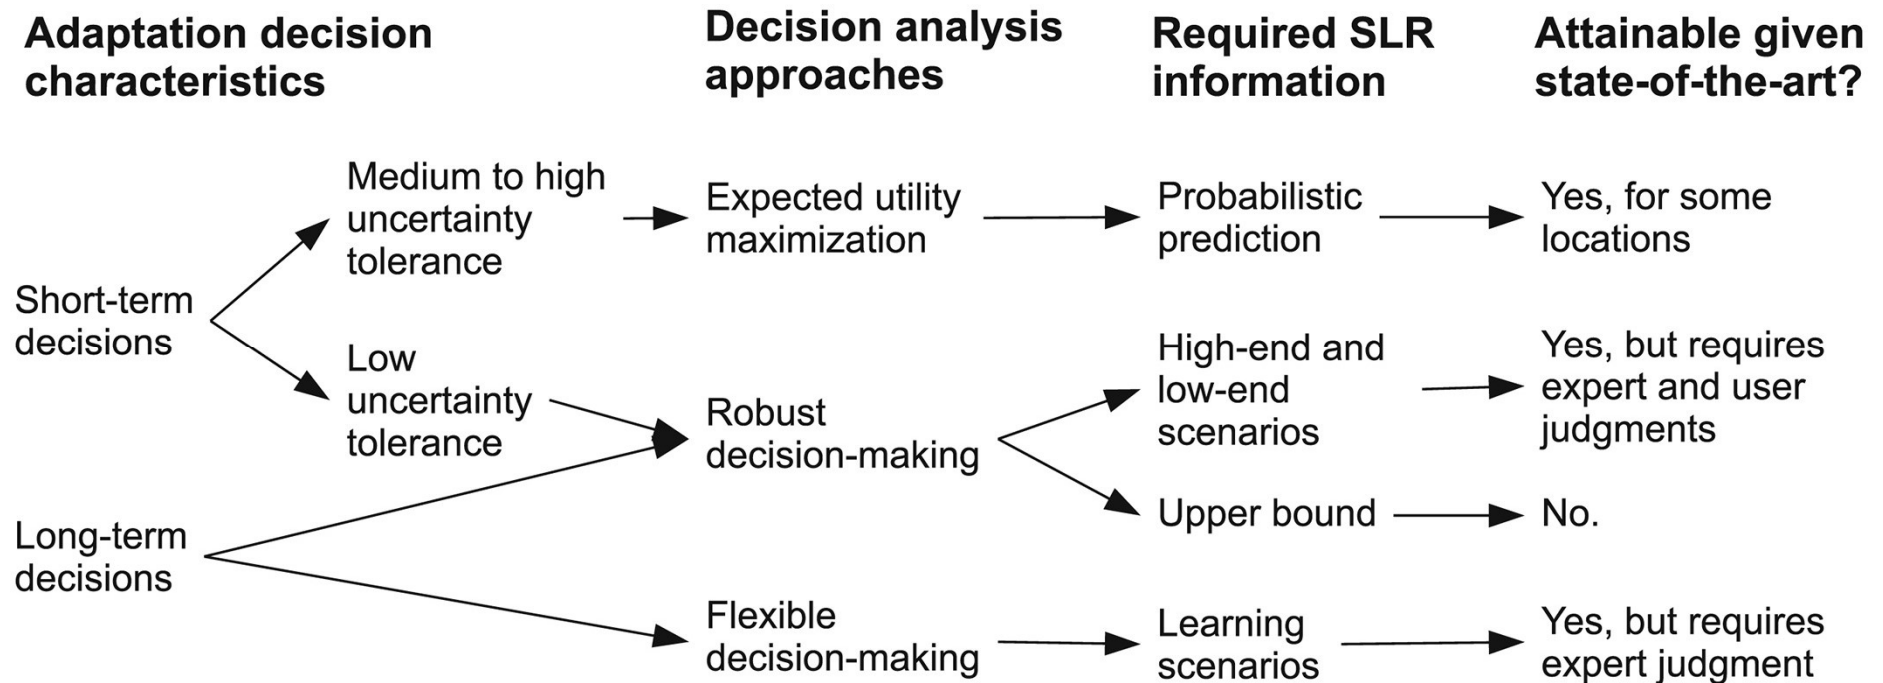 Adaptation decision
characteristics
Decision analysis
approaches
Required SLR
information
Attainable given
state-of-the-art?
Short-term
decisions
Medium to high
uncertainty
tolerance
Expected utility
maximization
Probabilistic
prediction
Yes, for some
locations
Low
uncertainty
tolerance
Robust
decision-making
High-end and
low-end
scenarios
Yes, but requires
expert and user
judgments
Upper bound
No.
Long-term
decisions
Flexible
decision-making
Learning
scenarios
Yes, but requires
expert judgment